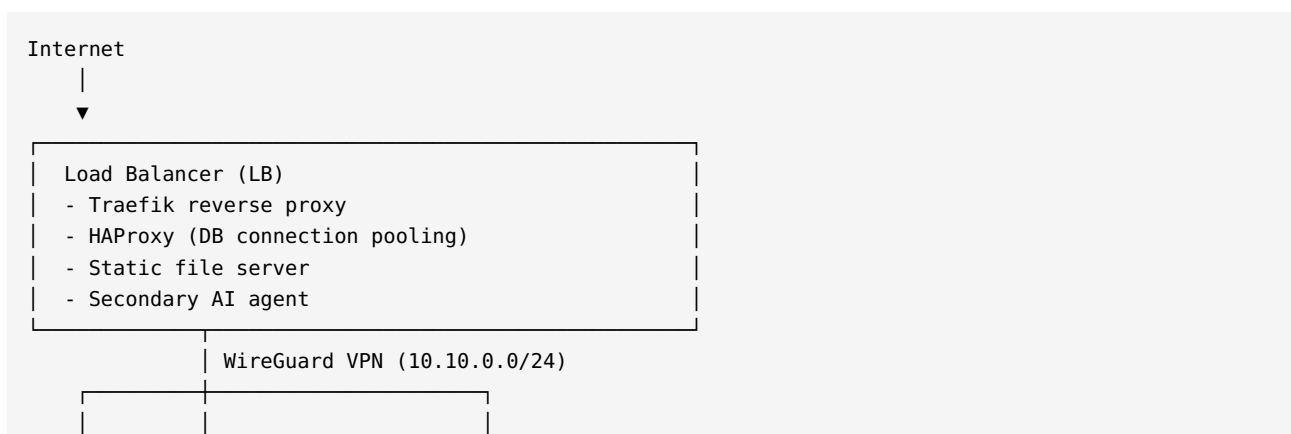 Internet
Load Balancer (LB)
- Traefik reverse proxy
- HAProxy (DB connection pooling)
- Static file server
- Secondary AI agent
WireGuard VPN (10.10.0.0/24)